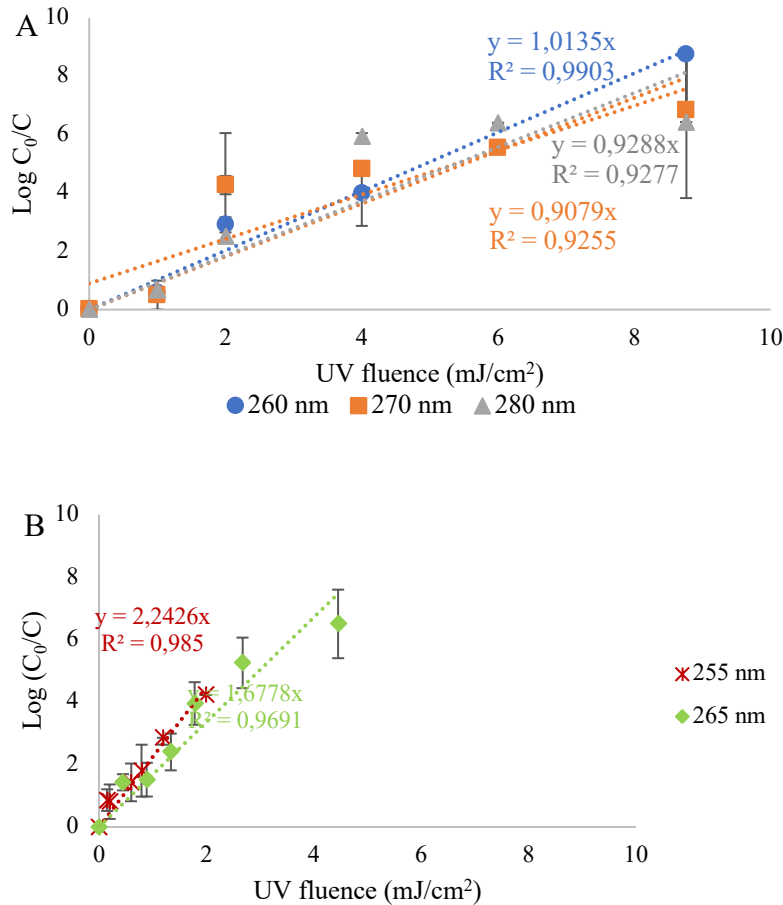 A
10
8
6
4
2
0
Log C₀/C
y = 1,0135x
R² = 0,9903
y = 0,9288x
R² = 0,9277
y = 0,9079x
R² = 0,9255
0 2 4 6 8 10
UV fluence (mJ/cm²)
260 nm 270 nm 280 nm
B
10
8
6
4
2
0
Log (C₀/C)
y = 2,2426x
R² = 0,985
y = 1,6778x
R² = 0,9691
255 nm
265 nm
0 2 4 6 8 10
UV fluence (mJ/cm²)